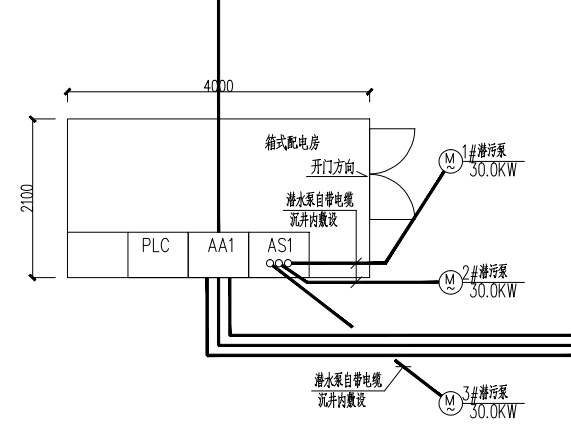 4000
箱式配电房
开门方向
2100
潜水泵自带电缆
沉井内敷设
PLC
AA1
AS1
M
~
1#潜污泵
30.0KW
M
~
2#潜污泵
30.0KW
潜水泵自带电缆
沉井内敷设
M
~
3#潜污泵
30.0KW